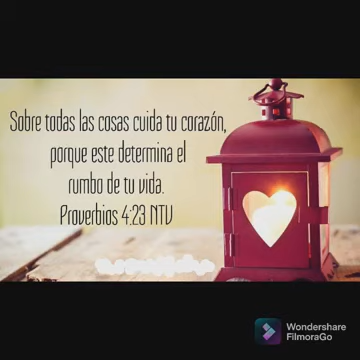 Sobre todas las cosas cuida tu corazón,
porque este determina el
rumbo de tu vida.
Proverbios 4:23 NTV
Wondershare
FilmoraGo